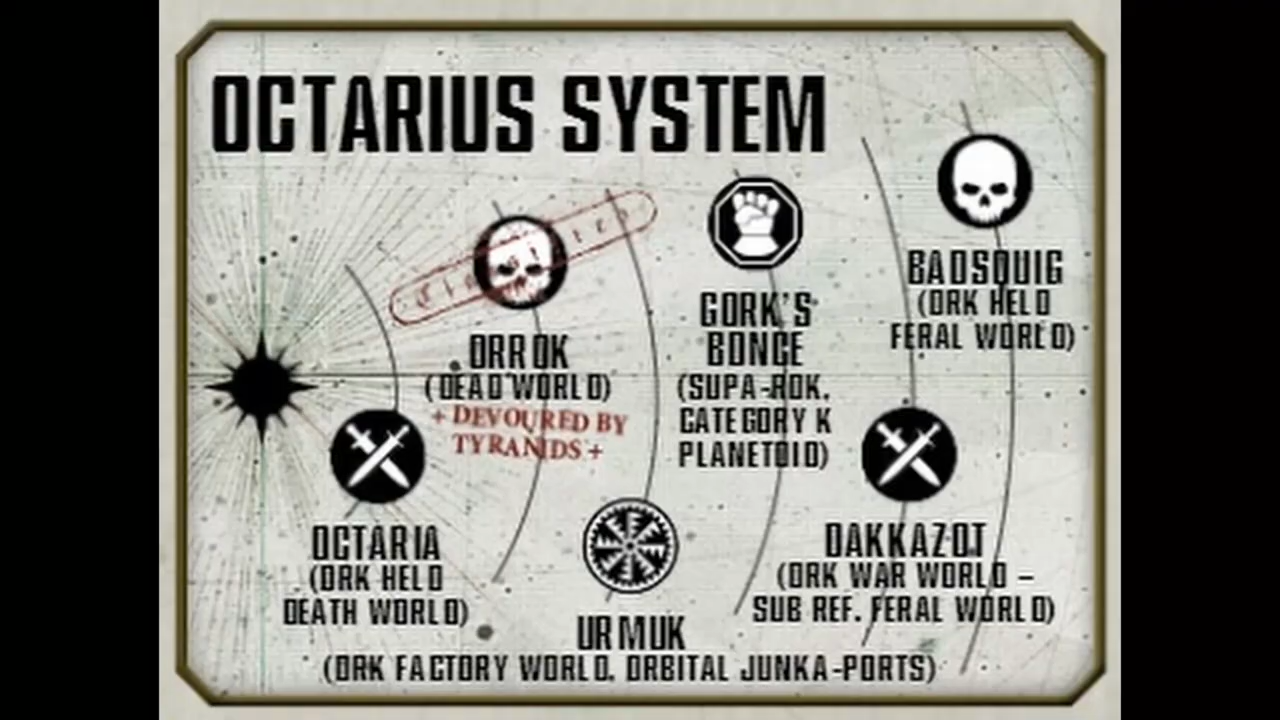 OCTARIUS SYSTEM
BADSQUIG
(ORK HELD
FERAL WORLD)
GORK'S
BONCE
(SUPA-ROK,
CATEGORY K
PLANETOID)
ORROK
(DEAD WORLD)
+ DEVOURED BY
TYRANIDS +
OCTARIA
(ORK HELD
DEATH WORLD)
DAKKAZOT
(ORK WAR WORLD –
SUB REF. FERAL WORLD)
URMUK
(ORK FACTORY WORLD, ORBITAL JUNKA-PORTS)